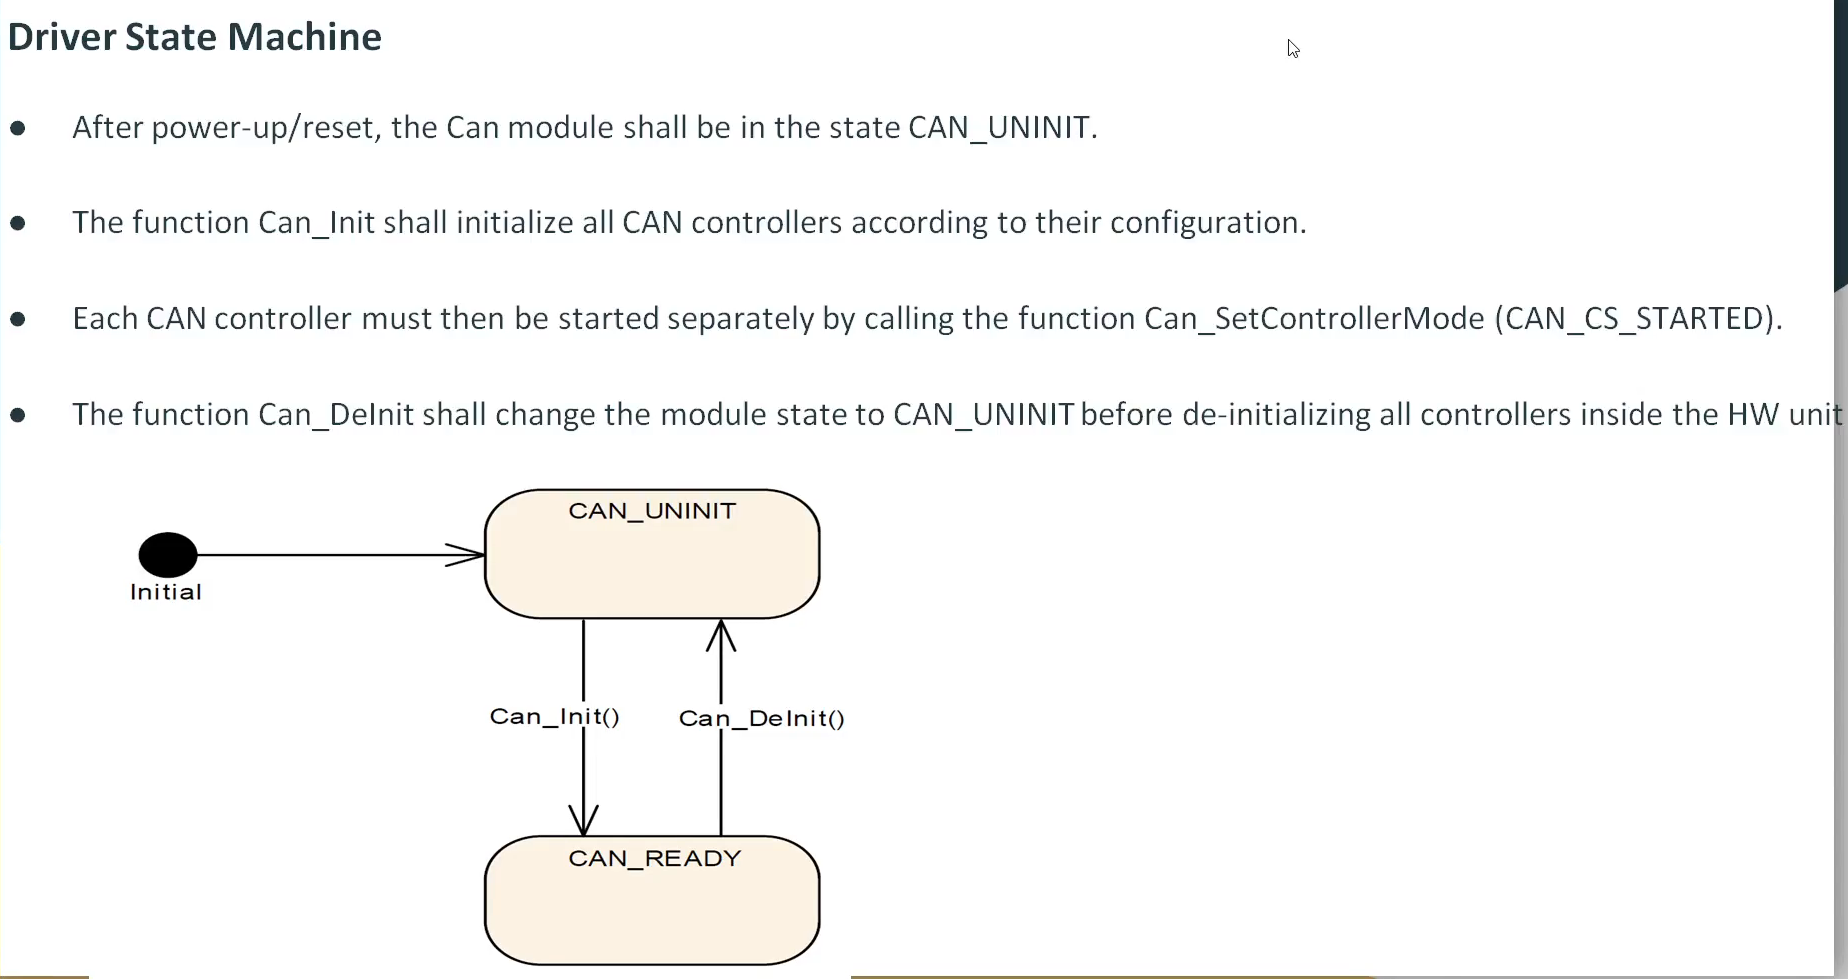 Driver State Machine
● After power-up/reset, the Can module shall be in the state CAN_UNINIT.
● The function Can_Init shall initialize all CAN controllers according to their configuration.
● Each CAN controller must then be started separately by calling the function Can_SetControllerMode (CAN_CS_STARTED).
● The function Can_DeInit shall change the module state to CAN_UNINIT before de-initializing all controllers inside the HW unit
CAN_UNINIT
Initial
Can_Init()
Can_DeInit()
CAN_READY